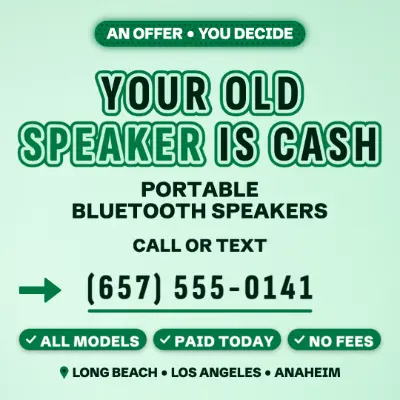 AN OFFER • YOU DECIDE
YOUR OLD
SPEAKER IS CASH
PORTABLE
BLUETOOTH SPEAKERS
CALL OR TEXT
(657) 555-0141
✓ ALL MODELS ✓ PAID TODAY ✓ NO FEES
LONG BEACH • LOS ANGELES • ANAHEIM